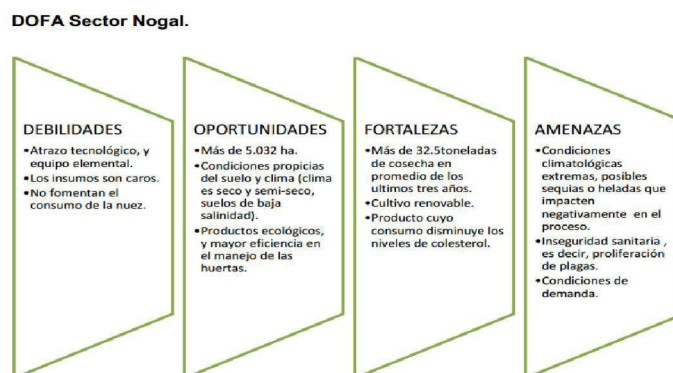 DOFA Sector Nogal.
DEBILIDADES
•Atrazo tecnológico, y
equipo elemental.
•Los insumos son caros.
•No fomentan el
consumo de la nuez.
OPORTUNIDADES
•Más de 5.032 ha.
•Condiciones propicias
del suelo y clima (clima
es seco y semi-seco,
suelos de baja
salinidad).
•Productos ecológicos,
y mayor eficiencia en
el manejo de las
huertas.
FORTALEZAS
•Más de 32.5toneladas
de cosecha en
promedio de los
ultimos tres años.
•Cultivo renovable.
•Producto cuyo
consumo disminuye los
niveles de colesterol.
AMENAZAS
•Condiciones
climatológicas
extremas, posibles
sequias o heladas que
impacten
negativamente en el
proceso.
•Inseguridad sanitaria ,
es decir, proliferación
de plagas.
•Condiciones de
demanda.